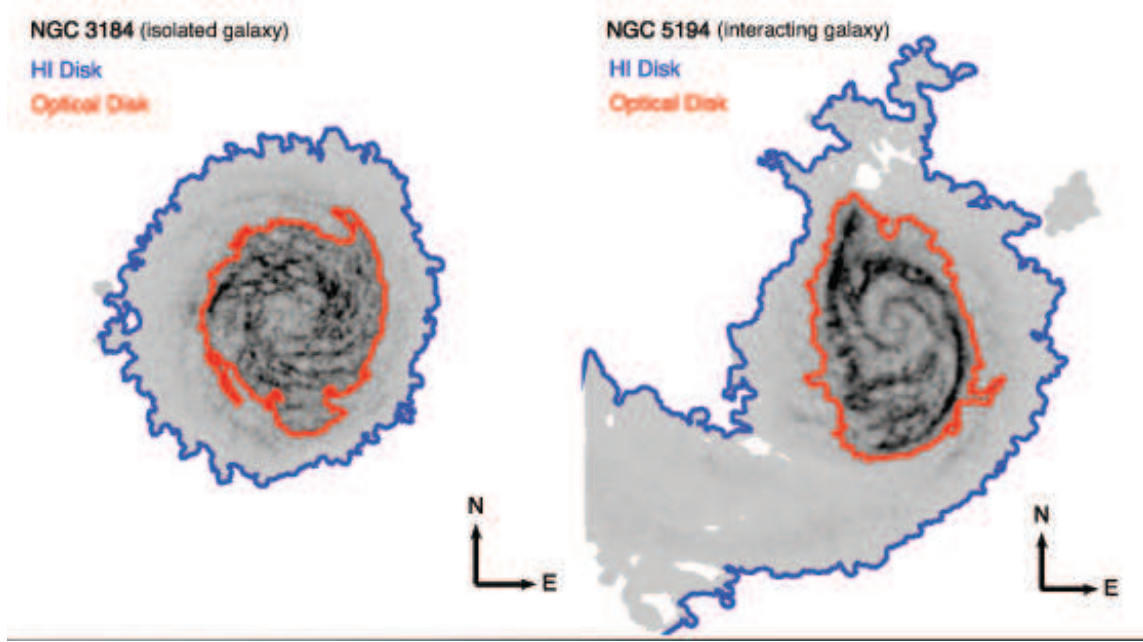 NGC 3184 (isolated galaxy)
HI Disk
Optical Disk
N
E
NGC 5194 (interacting galaxy)
HI Disk
Optical Disk
N
E